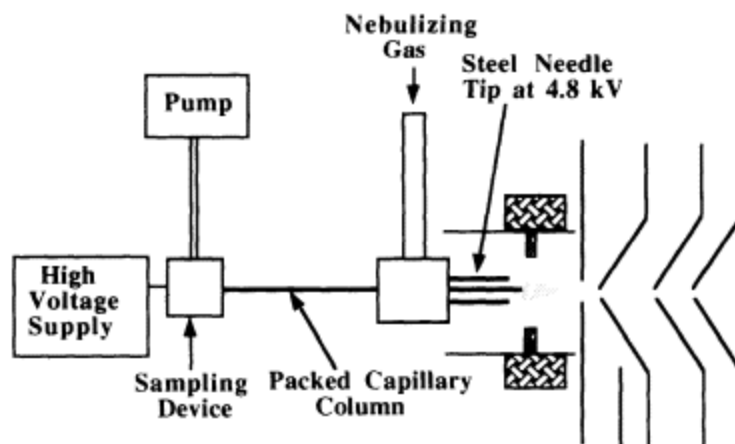 Nebulizing
Gas
Steel Needle
Tip at 4.8 kV
Pump
High
Voltage
Supply
Sampling
Device
Packed Capillary
Column